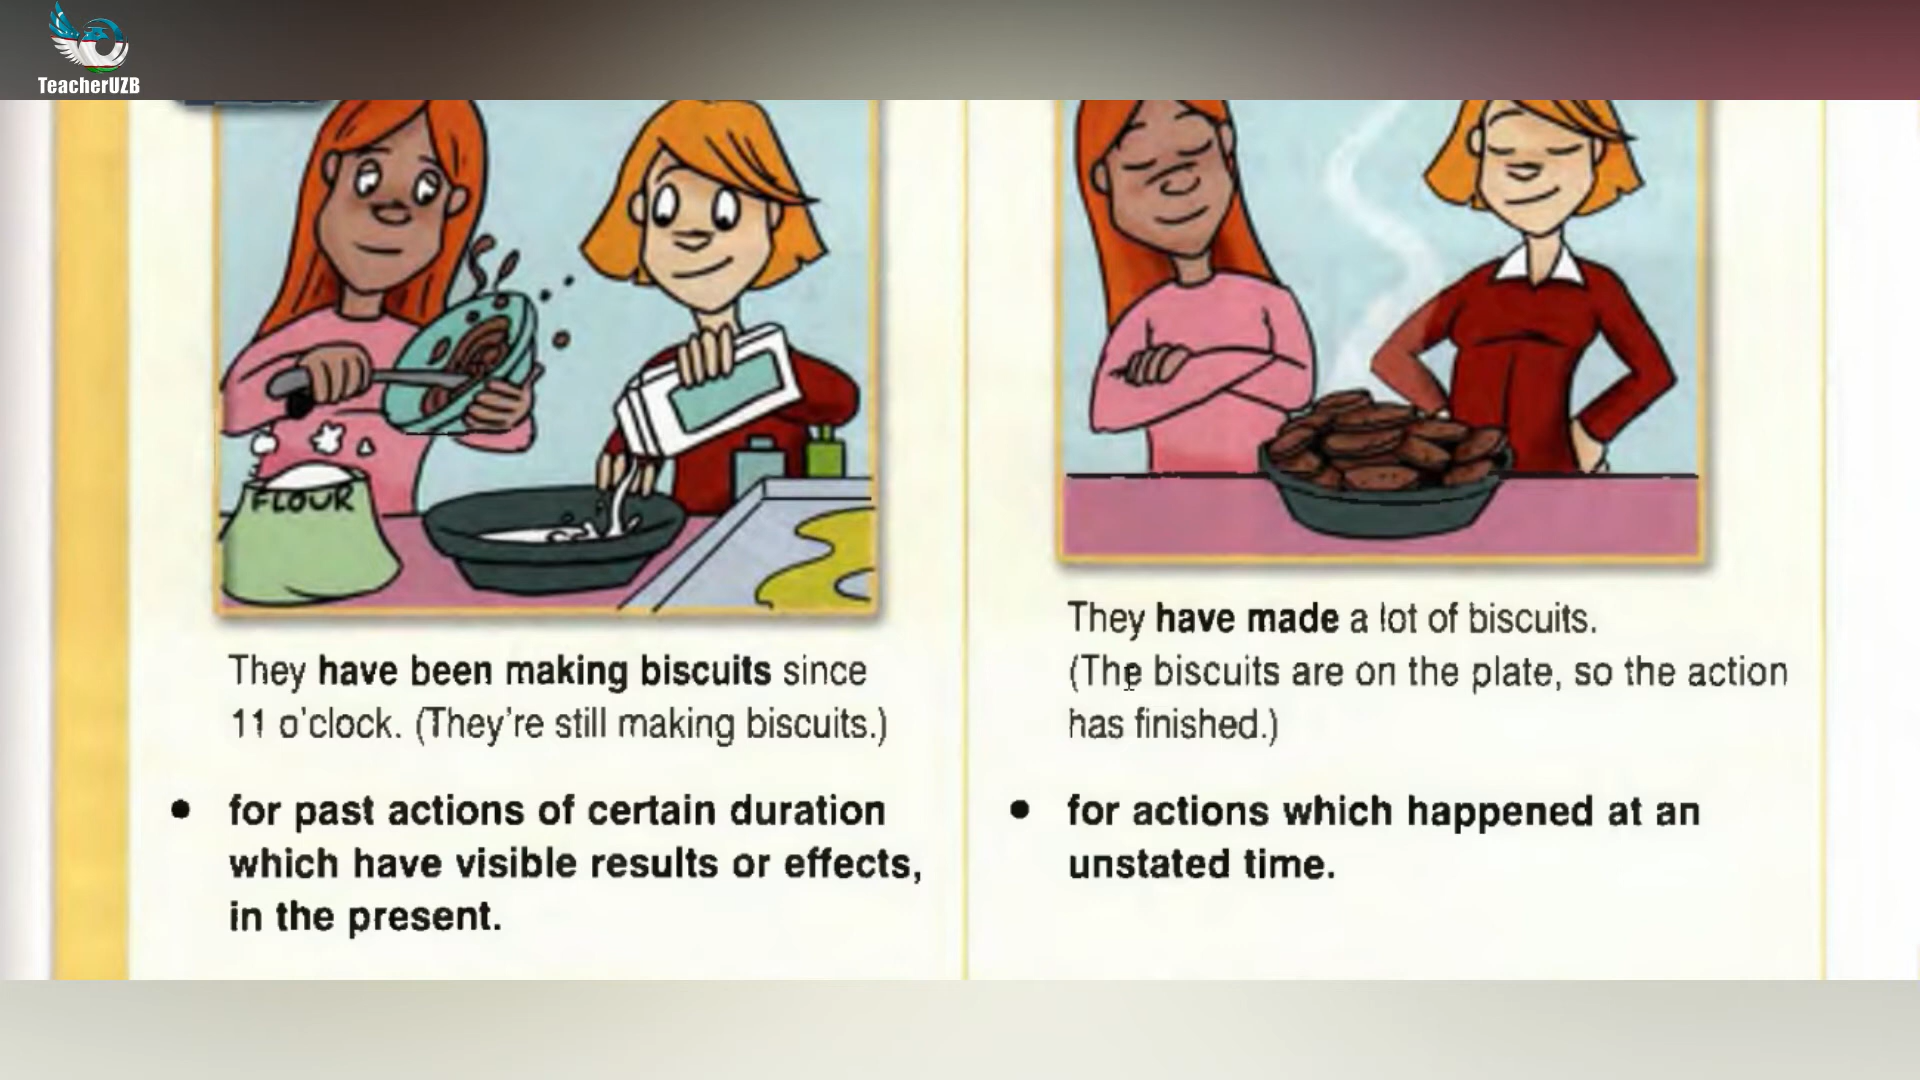 TeacherUZB
FLOUR
They have been making biscuits since
11 o'clock. (They're still making biscuits.)
• for past actions of certain duration
which have visible results or effects,
in the present.
They have made a lot of biscuits.
(The biscuits are on the plate, so the action
has finished.)
• for actions which happened at an
unstated time.